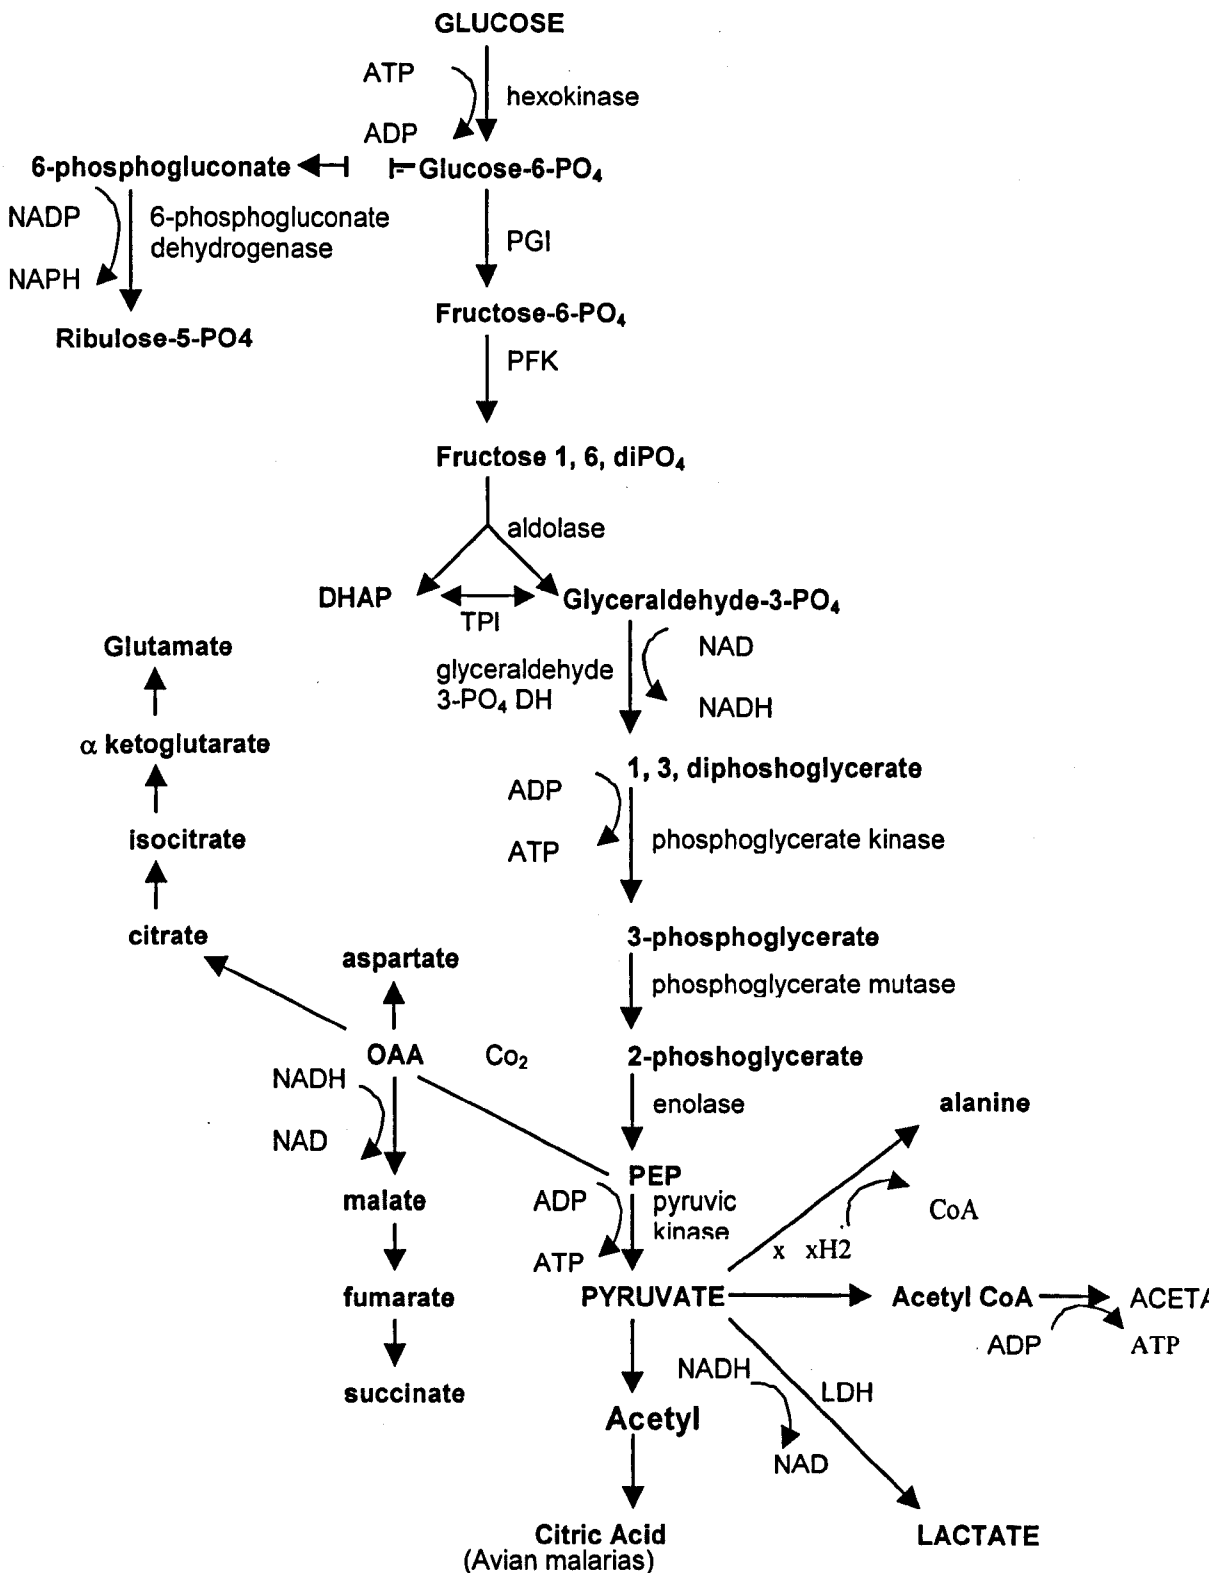 GLUCOSE
ATP
hexokinase
ADP
6-phosphogluconate
Glucose-6-PO₄
NADP
6-phosphogluconate
dehydrogenase
PGI
NAPH
Fructose-6-PO₄
Ribulose-5-PO4
PFK
Fructose 1, 6, diPO₄
aldolase
DHAP
Glyceraldehyde-3-PO₄
TPI
Glutamate
NAD
glyceraldehyde
3-PO₄ DH
NADH
α ketoglutarate
1, 3, diphoshoglycerate
ADP
isocitrate
ATP
phosphoglycerate kinase
citrate
3-phosphoglycerate
aspartate
phosphoglycerate mutase
OAA
Co₂
2-phoshoglycerate
NADH
enolase
alanine
NAD
PEP
malate
ADP
pyruvic
kinase
CoA
x xH2
ATP
fumarate
PYRUVATE
Acetyl CoA
ACETA
ADP
ATP
NADH
succinate
LDH
Acetyl
NAD
Citric Acid
(Avian malarias)
LACTATE